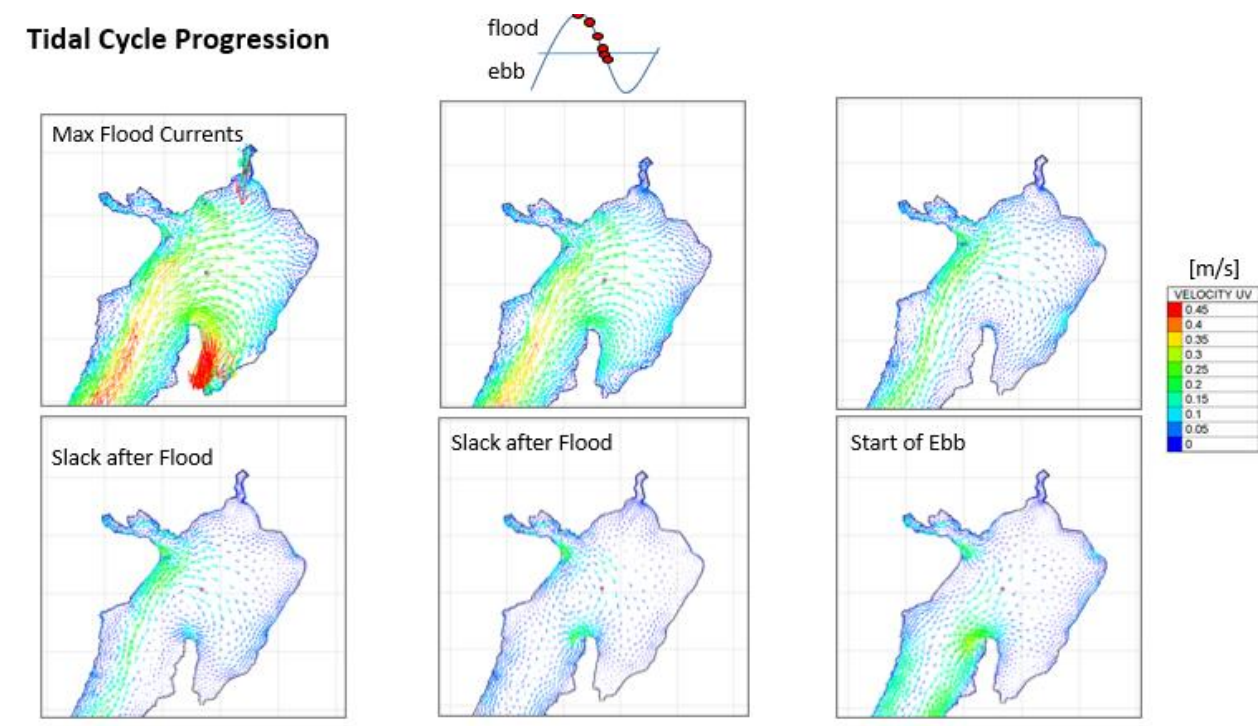 Tidal Cycle Progression
flood
ebb
Max Flood Currents
[m/s]
VELOCITY UV
0.45
0.4
0.35
0.3
0.25
0.2
0.15
0.1
0.05
0
Slack after Flood
Slack after Flood
Start of Ebb